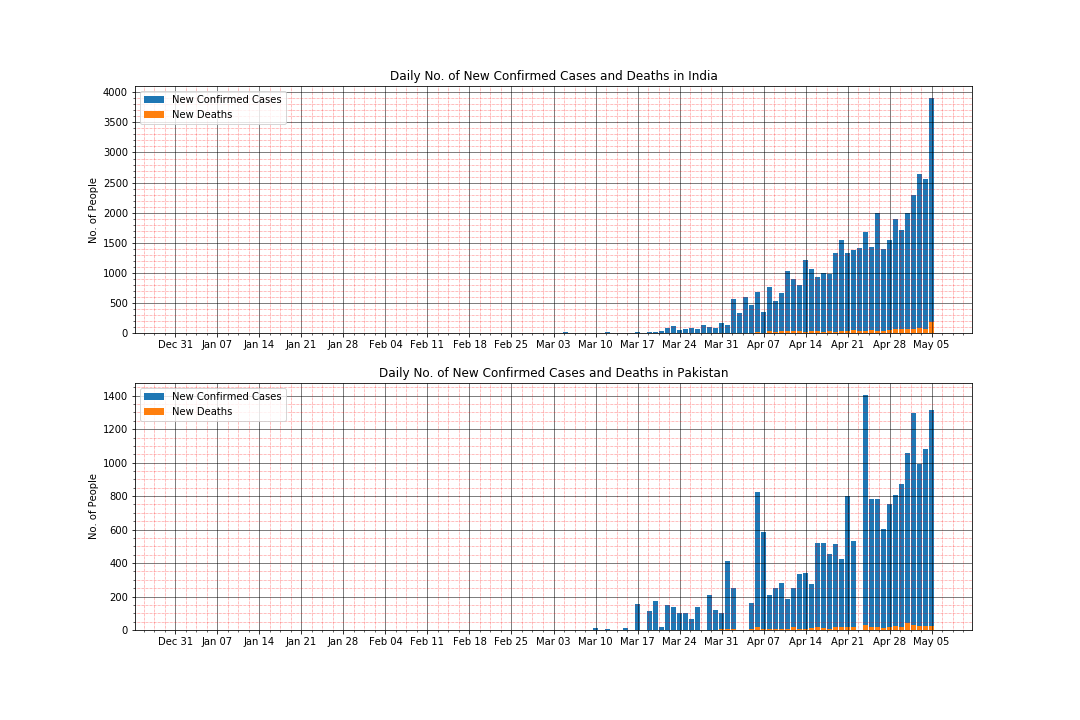 Daily No. of New Confirmed Cases and Deaths in India
4000
3500
3000
2500
2000
1500
1000
500
0
No. of People
New Confirmed Cases
New Deaths
Dec 31 Jan 07 Jan 14 Jan 21 Jan 28 Feb 04 Feb 11 Feb 18 Feb 25 Mar 03 Mar 10 Mar 17 Mar 24 Mar 31 Apr 07 Apr 14 Apr 21 Apr 28 May 05
Daily No. of New Confirmed Cases and Deaths in Pakistan
1400
1200
1000
800
600
400
200
0
No. of People
New Confirmed Cases
New Deaths
Dec 31 Jan 07 Jan 14 Jan 21 Jan 28 Feb 04 Feb 11 Feb 18 Feb 25 Mar 03 Mar 10 Mar 17 Mar 24 Mar 31 Apr 07 Apr 14 Apr 21 Apr 28 May 05